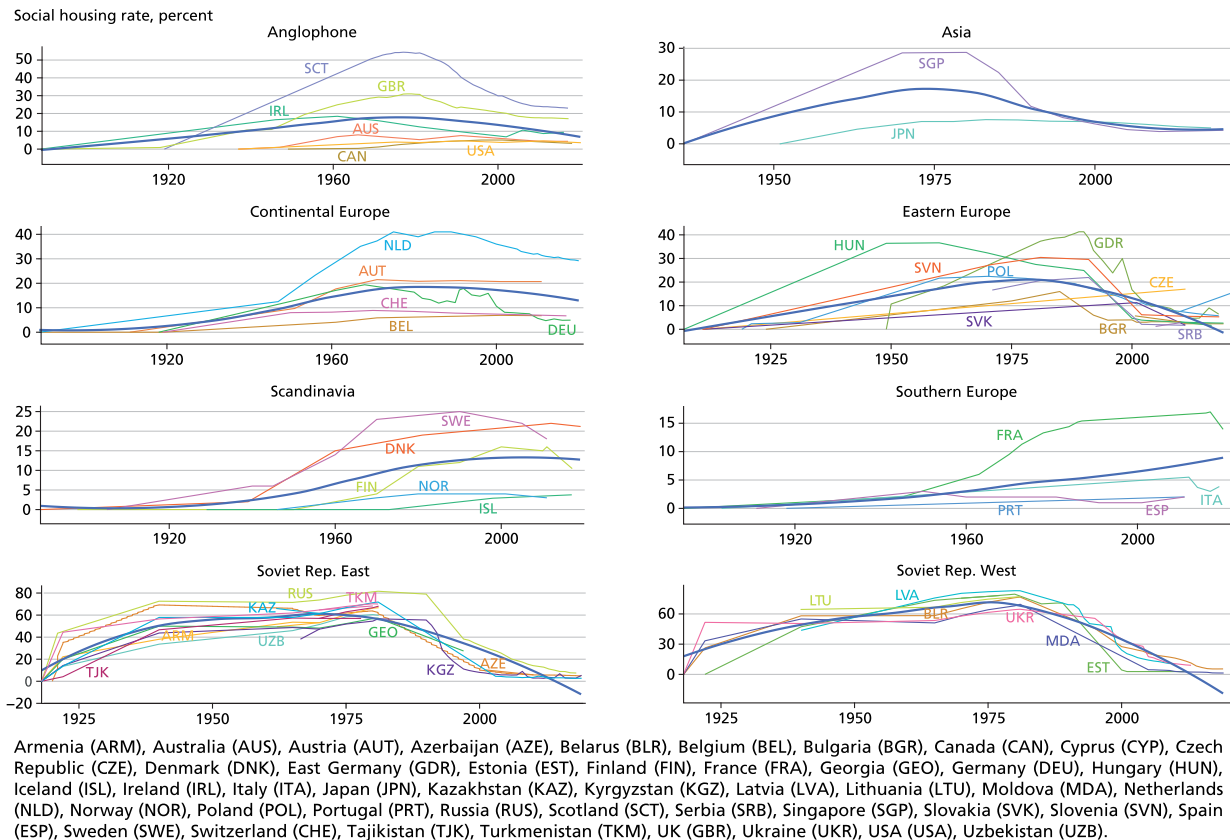 Social housing rate, percent
Anglophone
50
40
30
20
10
0
SCT
GBR
IRL
AUS
CAN
USA
1920
1960
2000
Asia
30
20
10
0
SGP
JPN
1950
1975
2000
Continental Europe
40
30
20
10
0
NLD
AUT
CHE
BEL
DEU
1920
1960
2000
Eastern Europe
40
30
20
10
0
HUN
GDR
SVN
POL
CZE
SVK
BGR
SRB
1925
1950
1975
2000
Scandinavia
25
20
15
10
5
0
SWE
DNK
FIN
NOR
ISL
1920
1960
2000
Southern Europe
15
10
5
0
FRA
PRT
ESP
ITA
1920
1960
2000
Soviet Rep. East
80
60
40
20
0
−20
RUS
TKM
KAZ
ARM
UZB
GEO
TJK
KGZ
AZE
1925
1950
1975
2000
Soviet Rep. West
60
30
0
LTU
LVA
BLR
UKR
MDA
EST
1925
1950
1975
2000
Armenia (ARM), Australia (AUS), Austria (AUT), Azerbaijan (AZE), Belarus (BLR), Belgium (BEL), Bulgaria (BGR), Canada (CAN), Cyprus (CYP), Czech
Republic (CZE), Denmark (DNK), East Germany (GDR), Estonia (EST), Finland (FIN), France (FRA), Georgia (GEO), Germany (DEU), Hungary (HUN),
Iceland (ISL), Ireland (IRL), Italy (ITA), Japan (JPN), Kazakhstan (KAZ), Kyrgyzstan (KGZ), Latvia (LVA), Lithuania (LTU), Moldova (MDA), Netherlands
(NLD), Norway (NOR), Poland (POL), Portugal (PRT), Russia (RUS), Scotland (SCT), Serbia (SRB), Singapore (SGP), Slovakia (SVK), Slovenia (SVN), Spain
(ESP), Sweden (SWE), Switzerland (CHE), Tajikistan (TJK), Turkmenistan (TKM), UK (GBR), Ukraine (UKR), USA (USA), Uzbekistan (UZB).